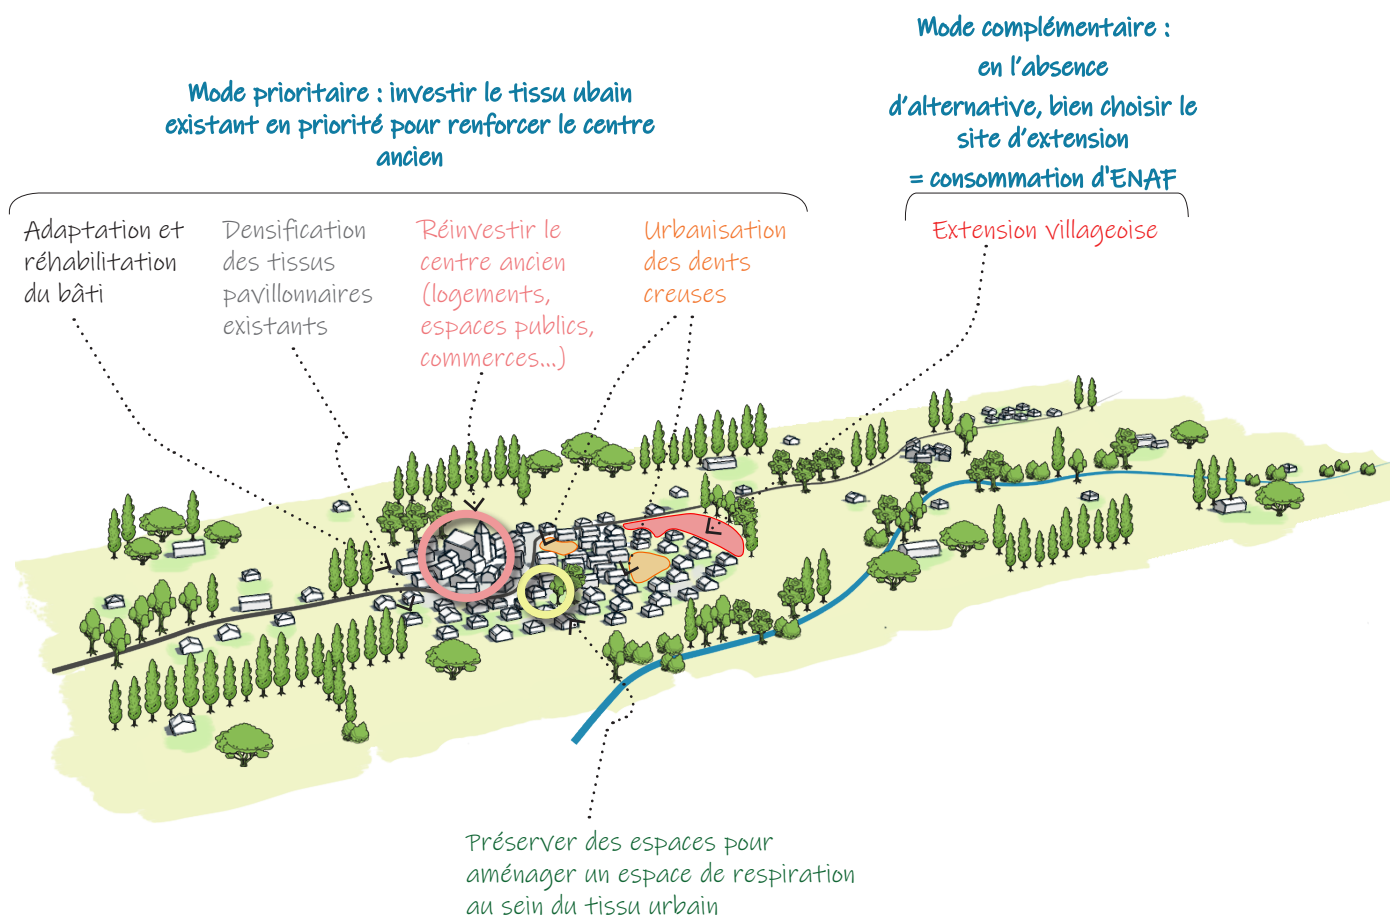 Mode prioritaire : investir le tissu ubain
existant en priorité pour renforcer le centre
ancien
Mode complémentaire :
en l'absence
d'alternative, bien choisir le
site d'extension
= consommation d'ENAF
Adaptation et
réhabilitation
du bâti
Densification
des tissus
pavillonnaires
existants
Réinvestir le
centre ancien
(logements,
espaces publics,
commerces...)
Urbanisation
des dents
creuses
Extension villageoise
Préserver des espaces pour
aménager un espace de respiration
au sein du tissu urbain